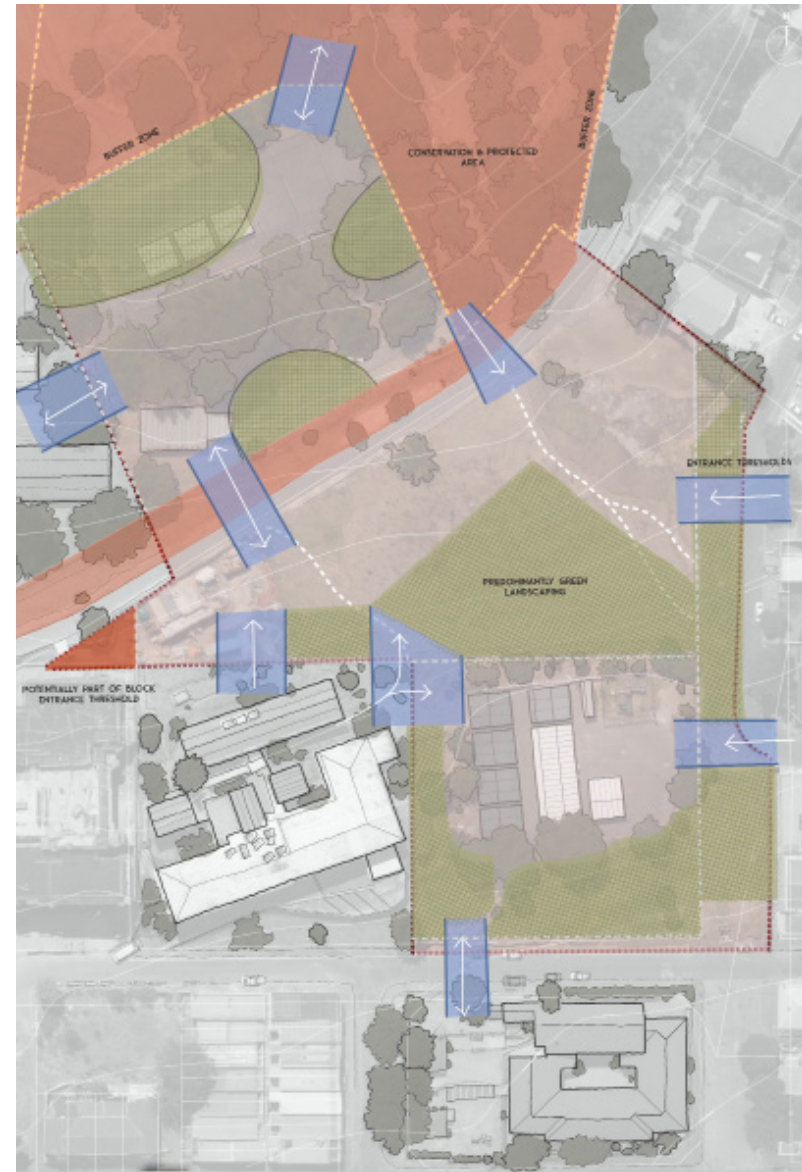 BUFFER ZONE
BUFFER ZONE
CONSERVATION & PROTECTED
AREA
ENTRANCE THRESHOLDS
PREDOMINANTLY GREEN
LANDSCAPING
POTENTIALLY PART OF BLOCK
ENTRANCE THRESHOLD